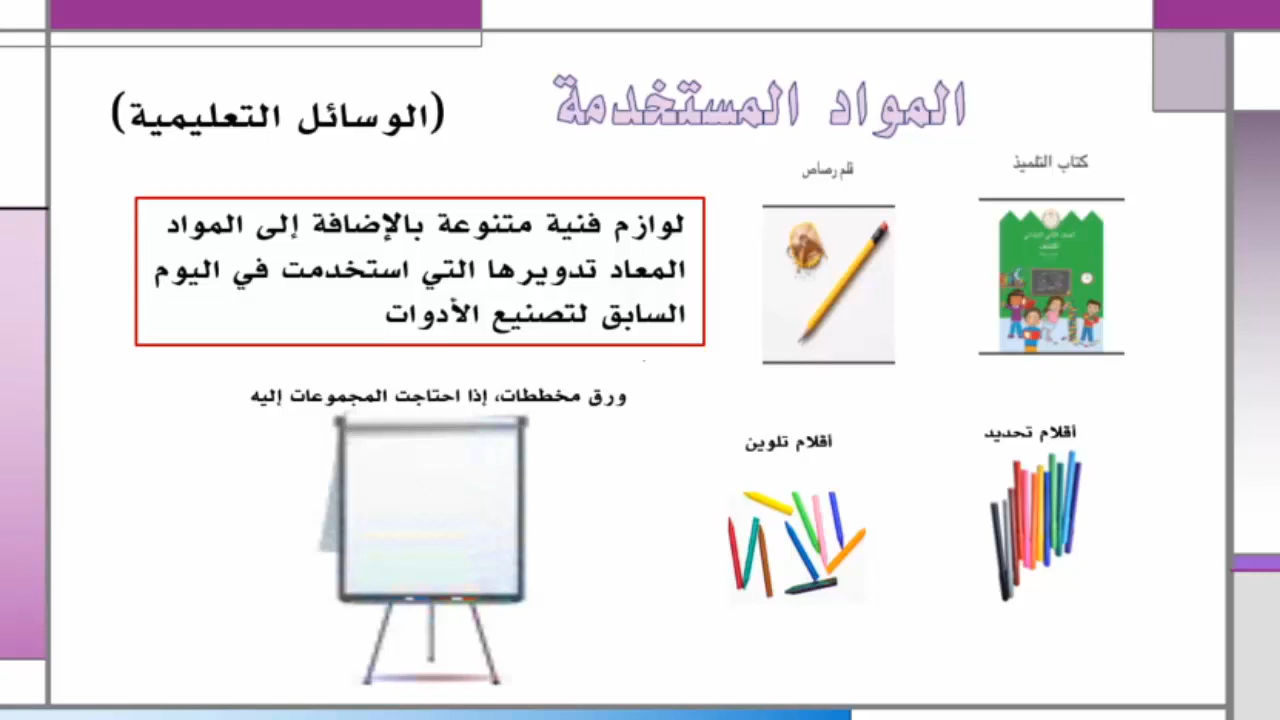 المواد المستخدمة
(الوسائل التعليمية)
كتاب التلميذ
قلم رصاص
لوازم فنية متنوعة بالإضافة إلى المواد
المعاد تدويرها التي استخدمت في اليوم
السابق لتصنيع الأدوات
ورق مخططات، إذا احتاجت المجموعات إليه
أقلام تحديد
أقلام تلوين